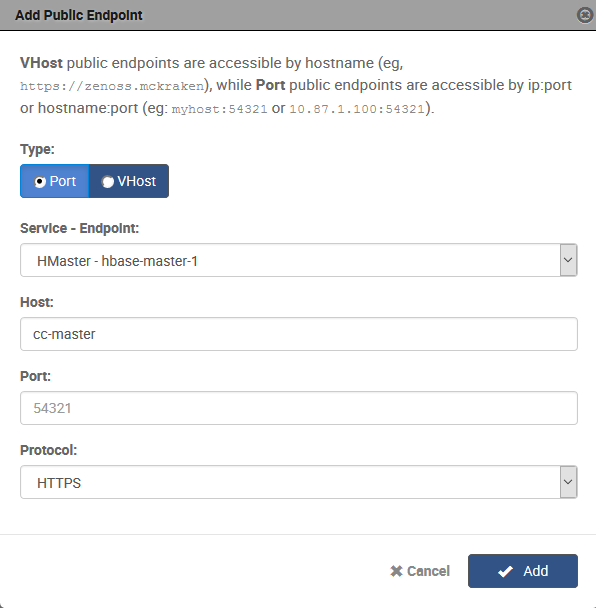 Add Public Endpoint
VHost public endpoints are accessible by hostname (eg,
https://zenoss.mckraken), while Port public endpoints are accessible by ip:port
or hostname:port (eg: myhost:54321 or 10.87.1.100:54321).
Type:
Port VHost
Service - Endpoint:
HMaster - hbase-master-1
Host:
cc-master
Port:
54321
Protocol:
HTTPS
Cancel Add